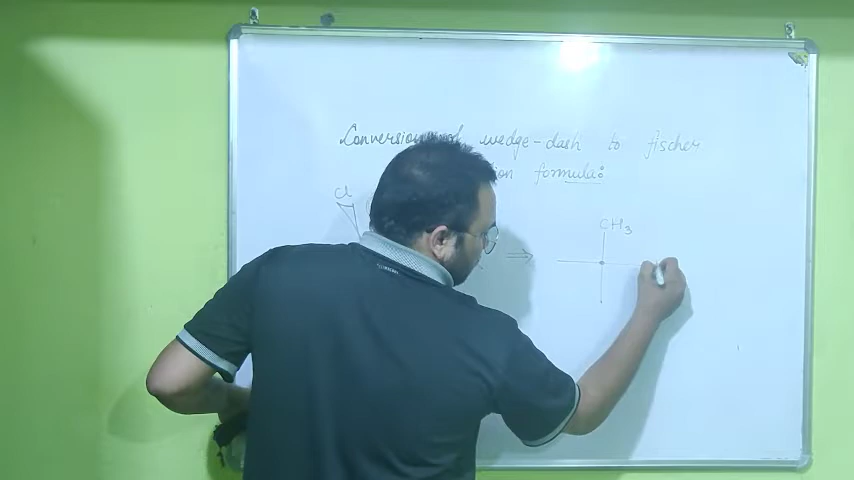 Conversion of wedge-dash to fischer
formula:
Cl
⇒
CH3